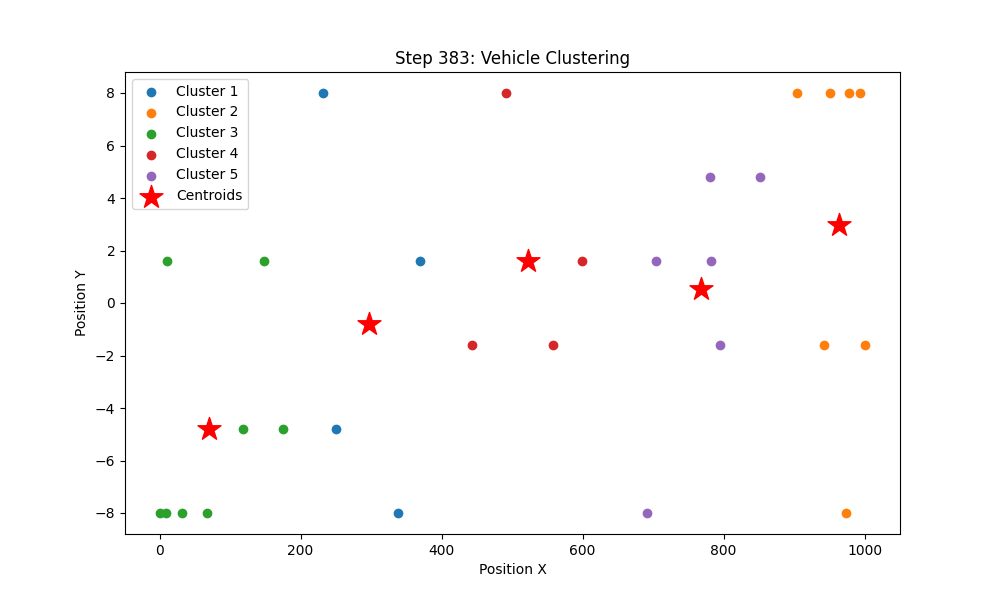 Step 383: Vehicle Clustering
Cluster 1
Cluster 2
Cluster 3
Cluster 4
Cluster 5
Centroids
Position Y
8
6
4
2
0
−2
−4
−6
−8
0
200
400
600
800
1000
Position X